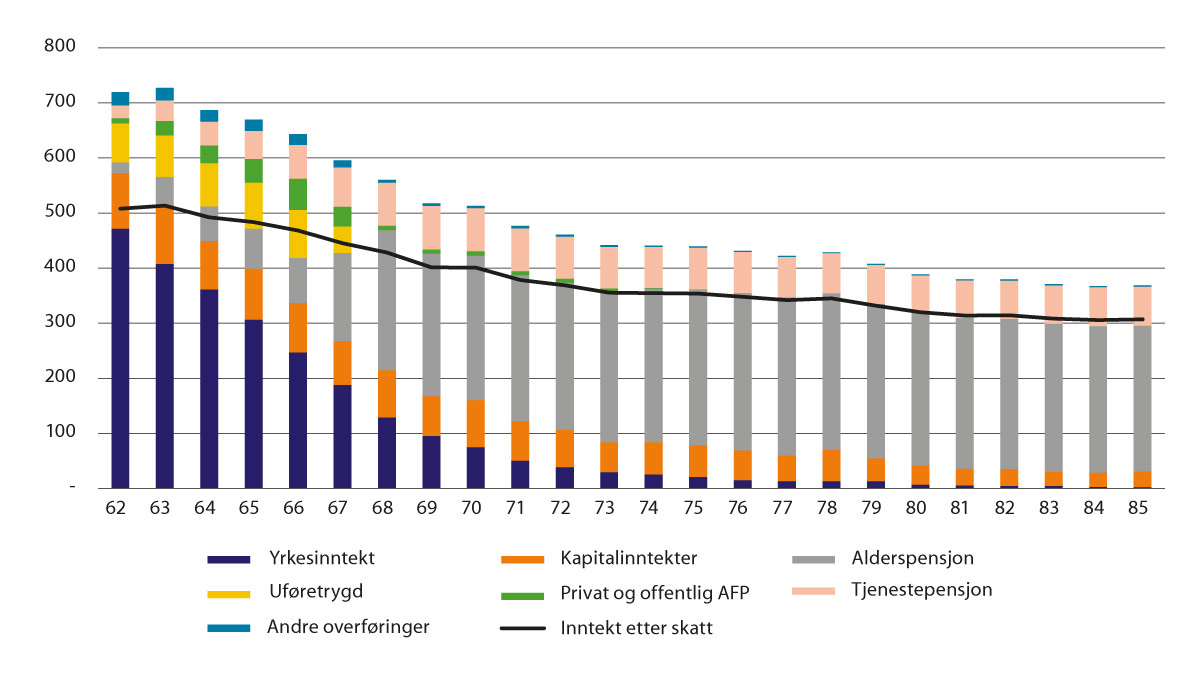 800
700
600
500
400
300
200
100
-
62 63 64 65 66 67 68 69 70 71 72 73 74 75 76 77 78 79 80 81 82 83 84 85
Yrkesinntekt Kapitalinntekter Alderspensjon
Uføretrygd Privat og offentlig AFP Tjenestepensjon
Andre overføringer Inntekt etter skatt